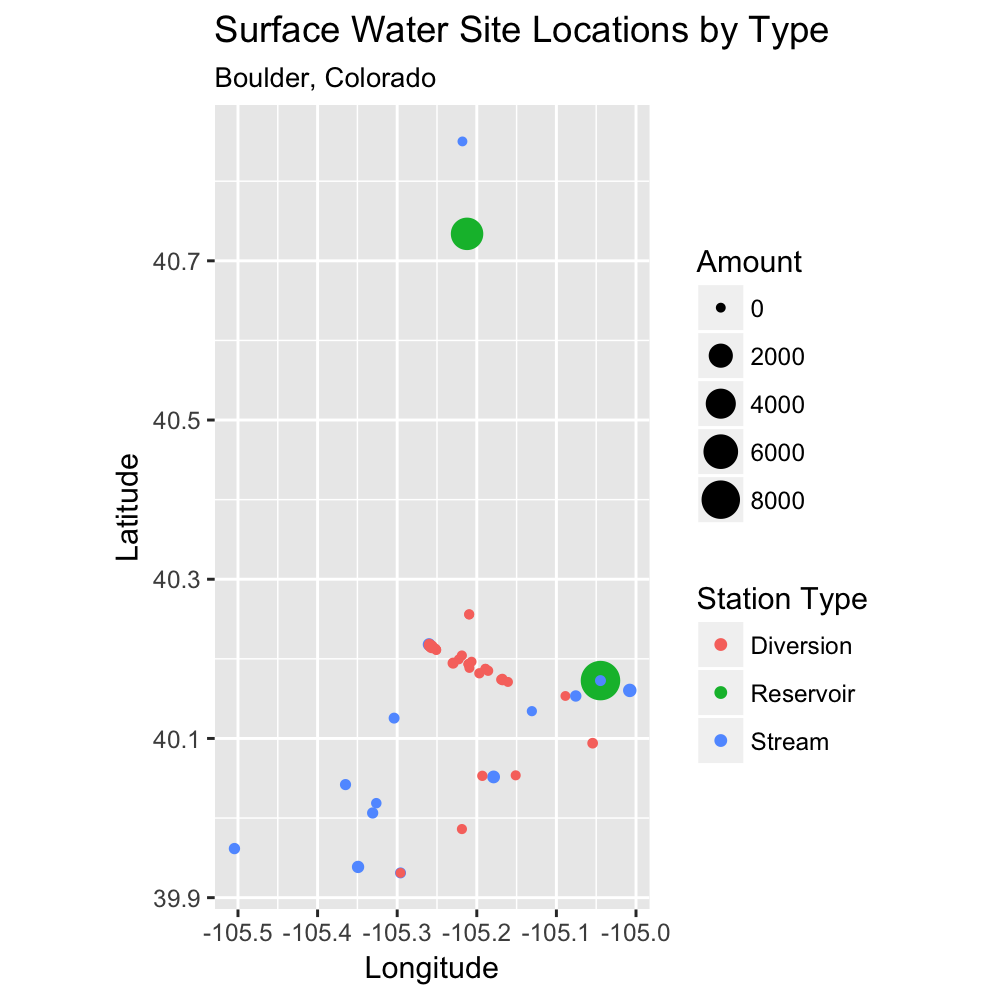 Surface Water Site Locations by Type
Boulder, Colorado
Latitude
40.7
40.5
40.3
40.1
39.9
-105.5 -105.4 -105.3 -105.2 -105.1 -105.0
Longitude
Amount
0
2000
4000
6000
8000
Station Type
Diversion
Reservoir
Stream